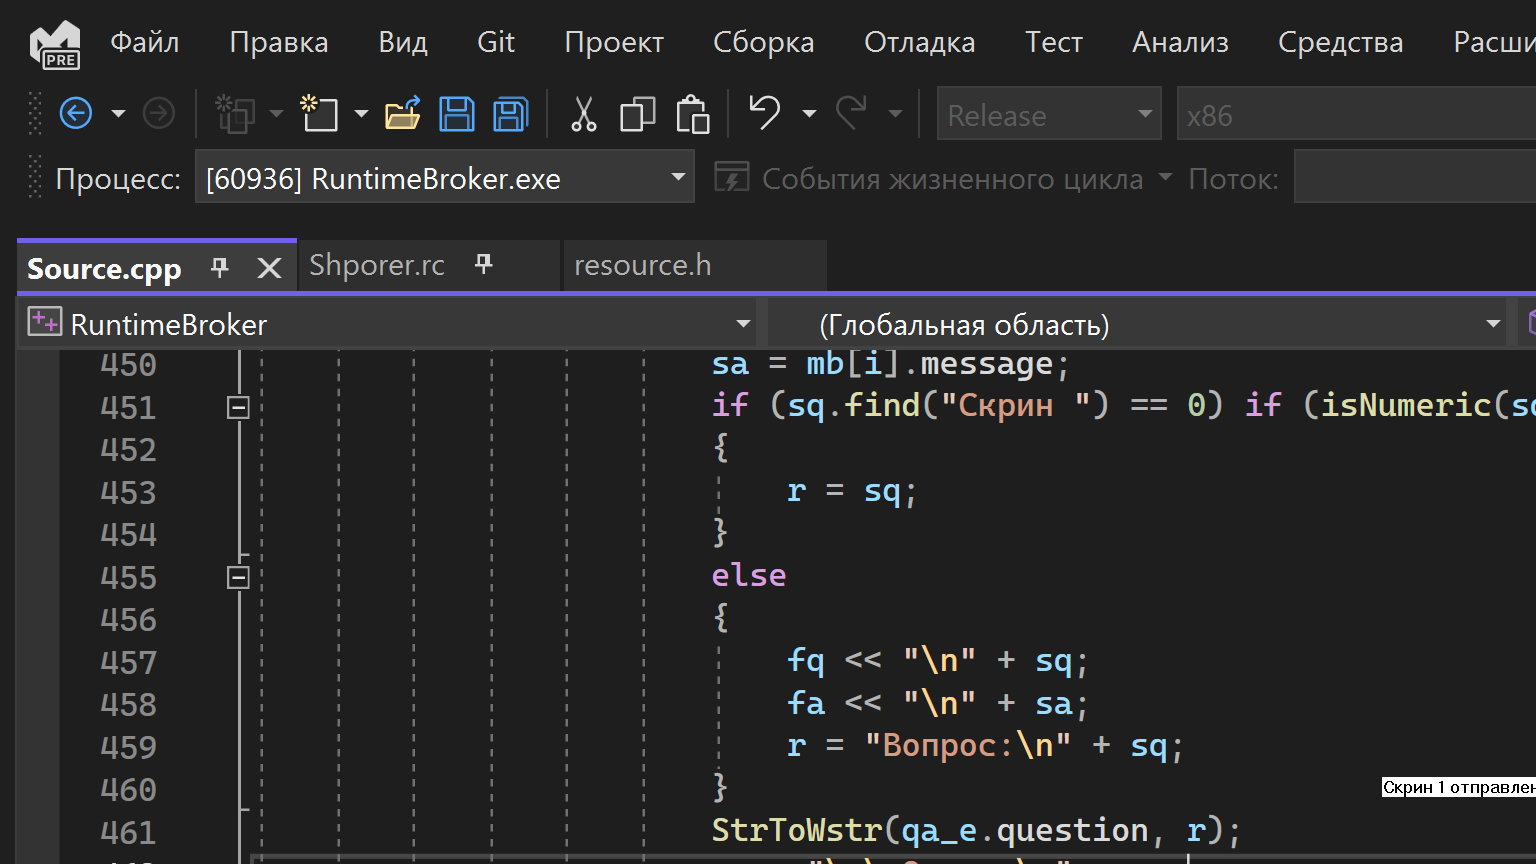 PRE Файл Правка Вид Git Проект Сборка Отладка Тест Анализ Средства
Release x86
Процесс: [60936] RuntimeBroker.exe События жизненного цикла Поток:
Source.cpp Shporer.rc resource.h
RuntimeBroker (Глобальная область)
450 sa = mb[i].message;
451 if (sq.find("Скрин ") == 0) if (isNumeric(
452 {
453 r = sq;
454 }
455 else
456 {
457 fq << "\n" + sq;
458 fa << "\n" + sa;
459 r = "Вопрос:\n" + sq;
460 }
Скрин 1 отправлен
461 StrToWstr(qa_e.question, r);